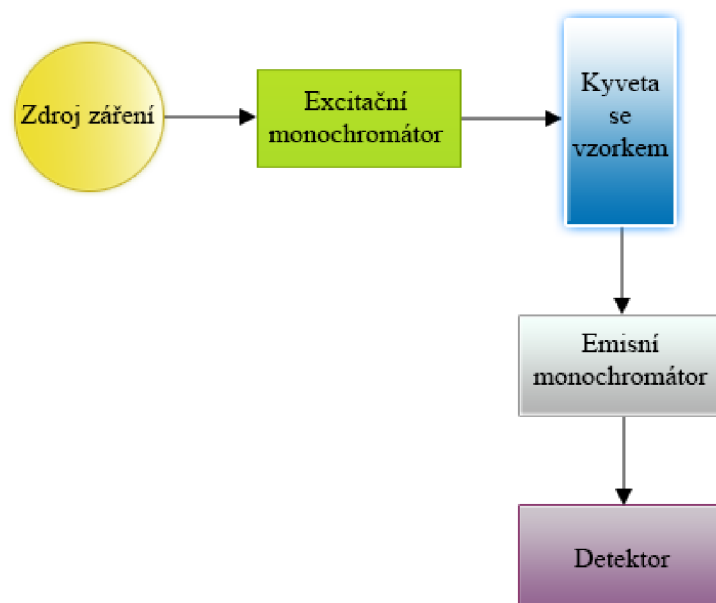 Zdroj záření
Excitační
monochromátor
Kyveta
se
vzorkem
Emisní
monochromátor
Detektor